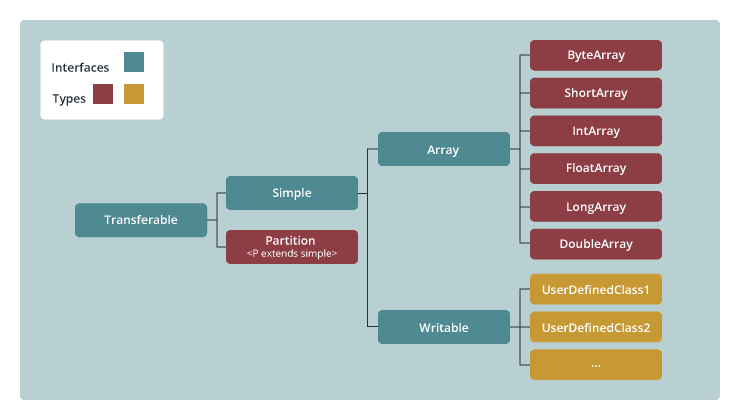 Interfaces
Types
Transferable
Simple
Partition
<P extends simple>
Array
Writable
ByteArray
ShortArray
IntArray
FloatArray
LongArray
DoubleArray
UserDefinedClass1
UserDefinedClass2
...